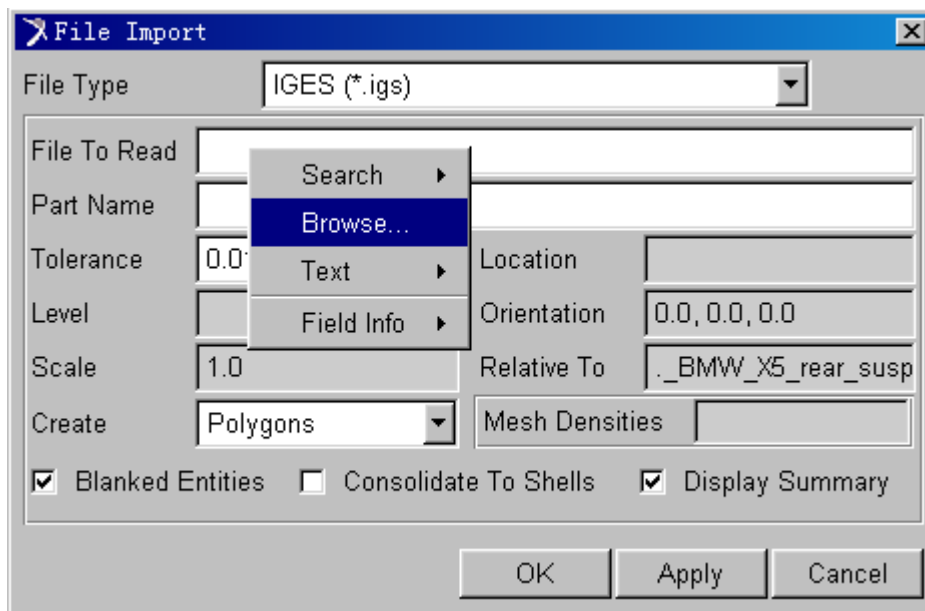 File Import
File Type IGES (*.igs)
File To Read
Search
Part Name
Browse...
Tolerance 0.0 Location
Text
Level Orientation 0.0, 0.0, 0.0
Field Info
Scale 1.0 Relative To ._BMW_X5_rear_susp
Create Polygons Mesh Densities
Blanked Entities Consolidate To Shells Display Summary
OK Apply Cancel